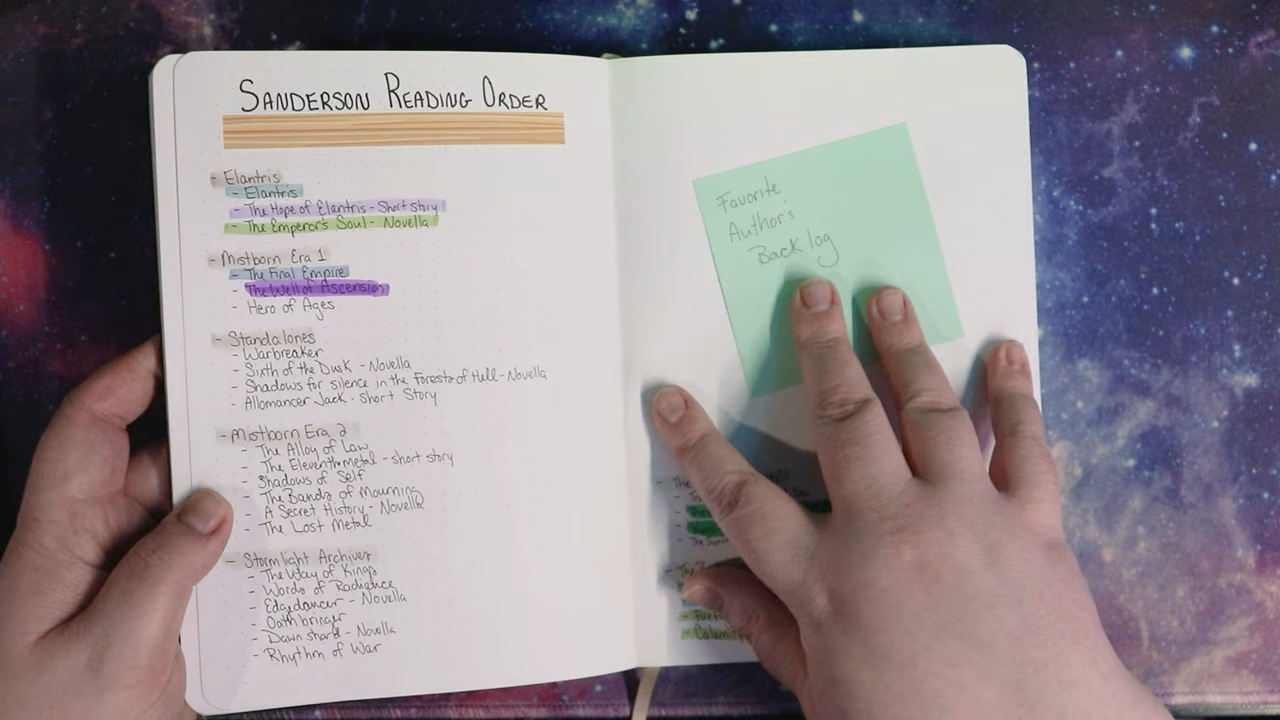 SANDERSON READING ORDER
- Elantris
- Elantris
- The Hope of Elantris - Short story
- The Emperor's Soul - Novella
- Mistborn Era 1
- The Final Empire
- The Well of Ascension
- Hero of Ages
- Standalones
- Warbreaker
- Sixth of the Dusk - Novella
- Shadows for silence in the Forests of Hell - Novella
- Allomancer Jack - Short Story
- Mistborn Era 2
- The Alloy of Law
- The Eleventh metal - short story
- Shadows of Self
- The Bands of Mourning
- A Secret History - Novella
- The Lost Metal
- Stormlight Archives
- The Way of Kings
- Words of Radiance
- Edgedancer - Novella
- Oathbringer
- Dawnshard - Novella
- Rhythm of War
Favorite
Author's
Backlog
- The
- The
- Calamity